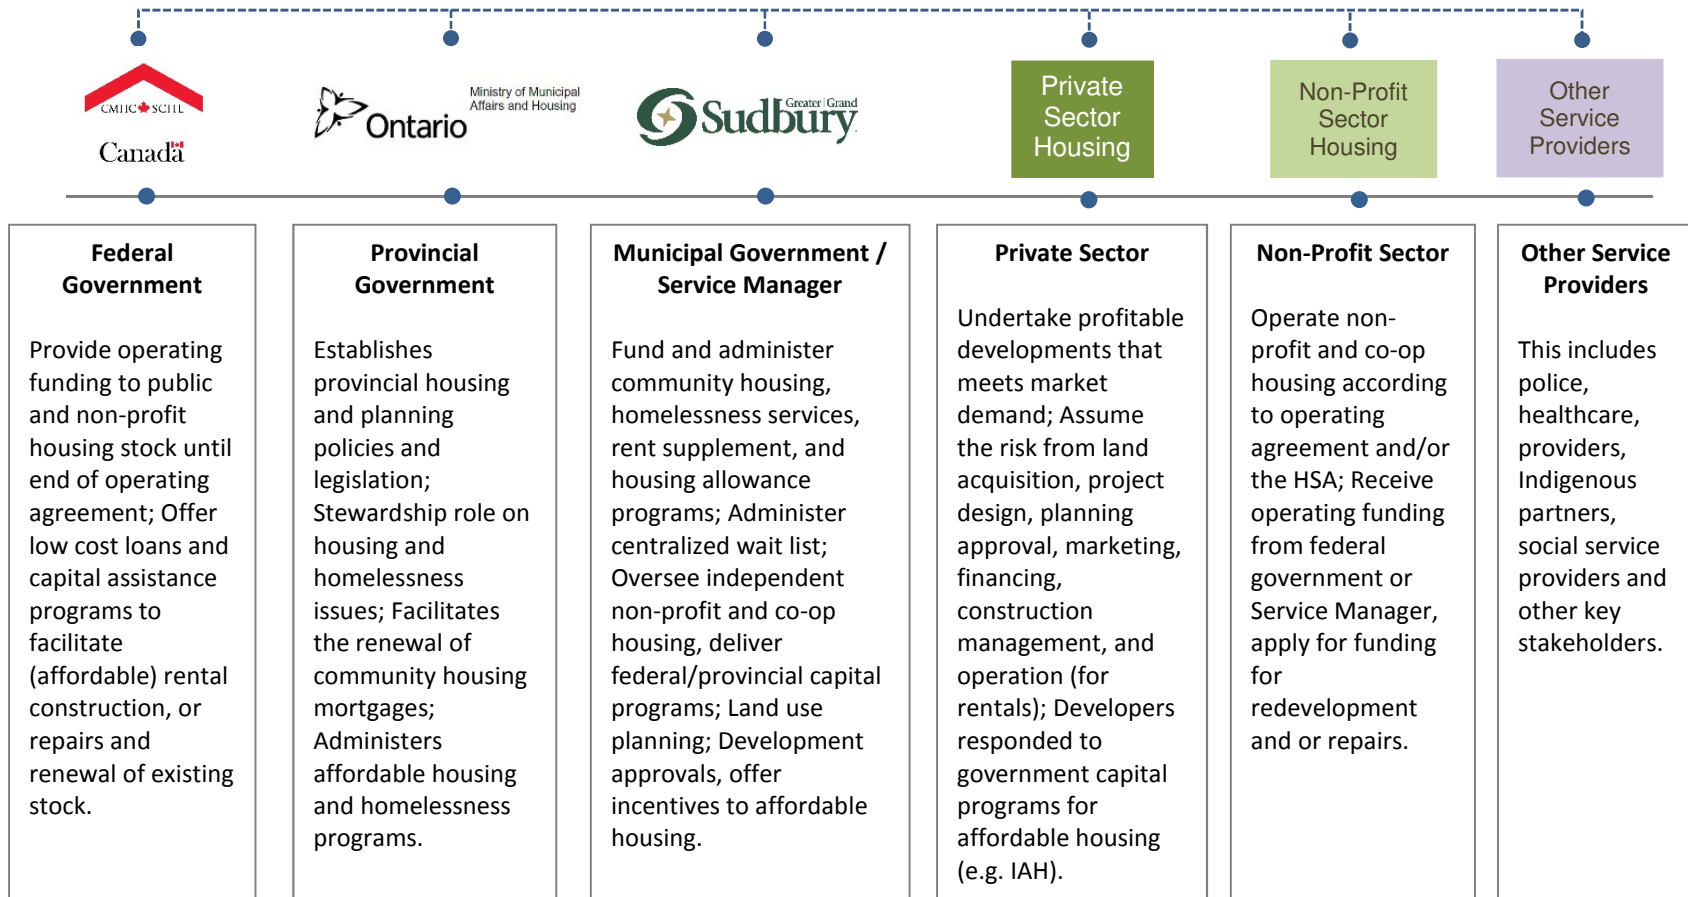 CMHC SCHL
Canada
Ontario
Ministry of Municipal
Affairs and Housing
Greater | Grand
Sudbury
Private
Sector
Housing
Non-Profit
Sector
Housing
Other
Service
Providers
Federal
Government
Provide operating
funding to public
and non-profit
housing stock until
end of operating
agreement; Offer
low cost loans and
capital assistance
programs to
facilitate
(affordable) rental
construction, or
repairs and
renewal of existing
stock.
Provincial
Government
Establishes
provincial housing
and planning
policies and
legislation;
Stewardship role on
housing and
homelessness
issues; Facilitates
the renewal of
community housing
mortgages;
Administers
affordable housing
and homelessness
programs.
Municipal Government /
Service Manager
Fund and administer
community housing,
homelessness services,
rent supplement, and
housing allowance
programs; Administer
centralized wait list;
Oversee independent
non-profit and co-op
housing, deliver
federal/provincial capital
programs; Land use
planning; Development
approvals, offer
incentives to affordable
housing.
Private Sector
Undertake profitable
developments that
meets market
demand; Assume
the risk from land
acquisition, project
design, planning
approval, marketing,
financing,
construction
management, and
operation (for
rentals); Developers
responded to
government capital
programs for
affordable housing
(e.g. IAH).
Non-Profit Sector
Operate non-
profit and co-op
housing according
to operating
agreement and/or
the HSA; Receive
operating funding
from federal
government or
Service Manager,
apply for funding
for
redevelopment
and or repairs.
Other Service
Providers
This includes
police,
healthcare,
providers,
Indigenous
partners,
social service
providers and
other key
stakeholders.